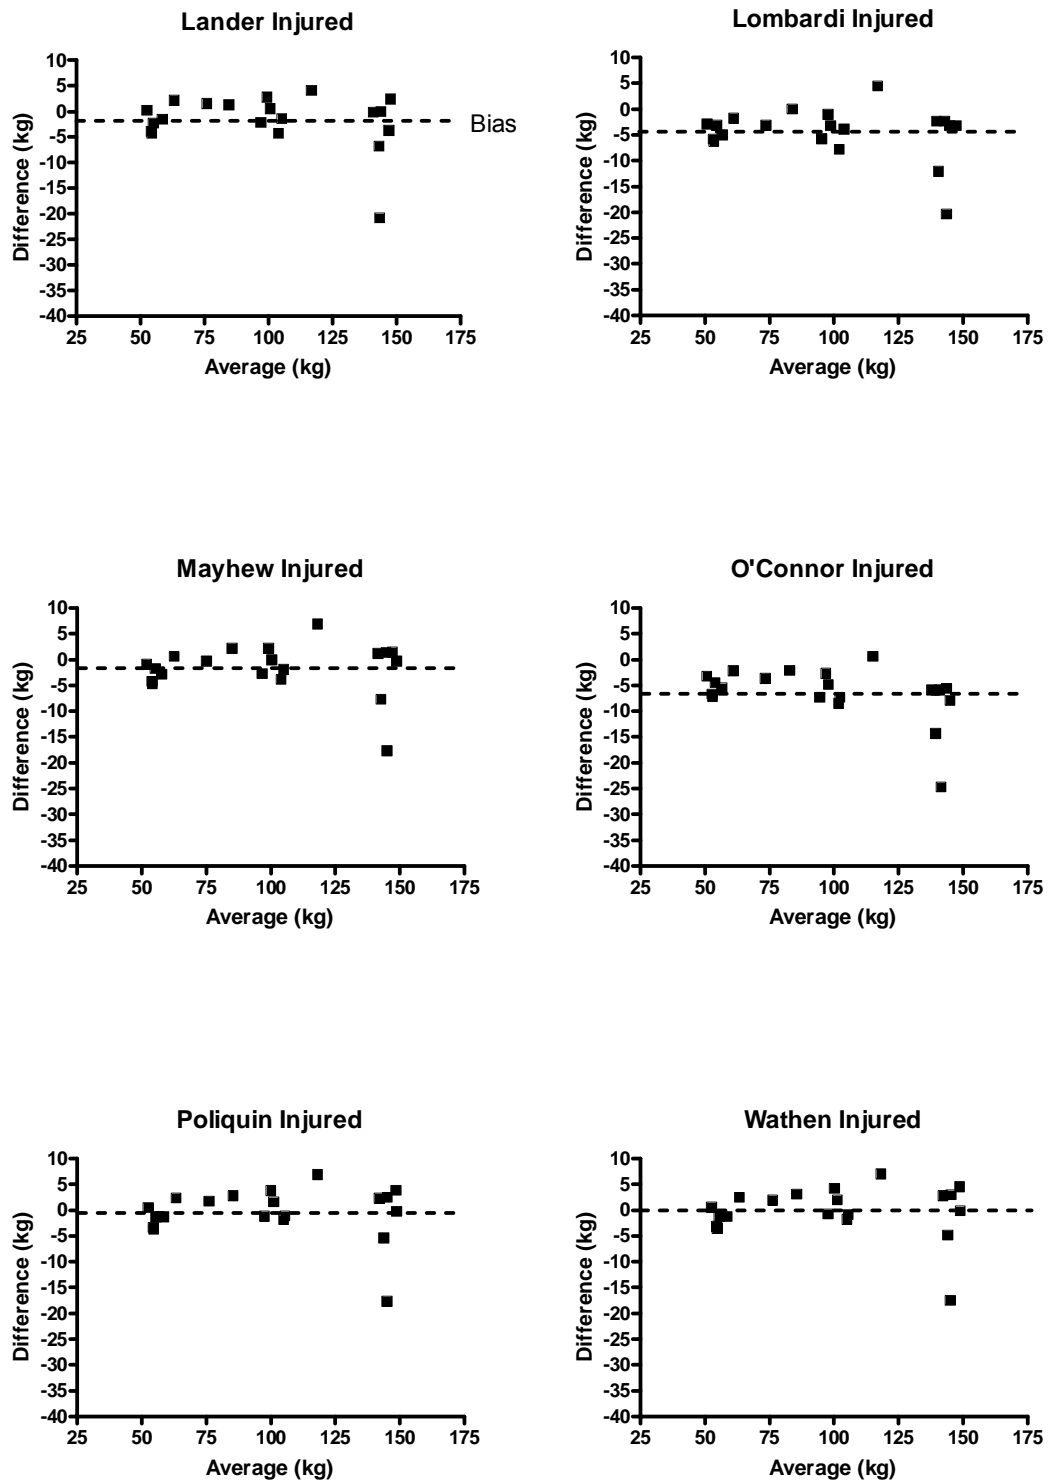 Lander Injured
10
5
0
-5
-10
-15
-20
-25
-30
-35
-40
Difference (kg)
Bias
25 50 75 100 125 150 175
Average (kg)
Lombardi Injured
10
5
0
-5
-10
-15
-20
-25
-30
-35
-40
Difference (kg)
25 50 75 100 125 150 175
Average (kg)
Mayhew Injured
10
5
0
-5
-10
-15
-20
-25
-30
-35
-40
Difference (kg)
25 50 75 100 125 150 175
Average (kg)
O'Connor Injured
10
5
0
-5
-10
-15
-20
-25
-30
-35
-40
Difference (kg)
25 50 75 100 125 150 175
Average (kg)
Poliquin Injured
10
5
0
-5
-10
-15
-20
-25
-30
-35
-40
Difference (kg)
25 50 75 100 125 150 175
Average (kg)
Wathen Injured
10
5
0
-5
-10
-15
-20
-25
-30
-35
-40
Difference (kg)
25 50 75 100 125 150 175
Average (kg)